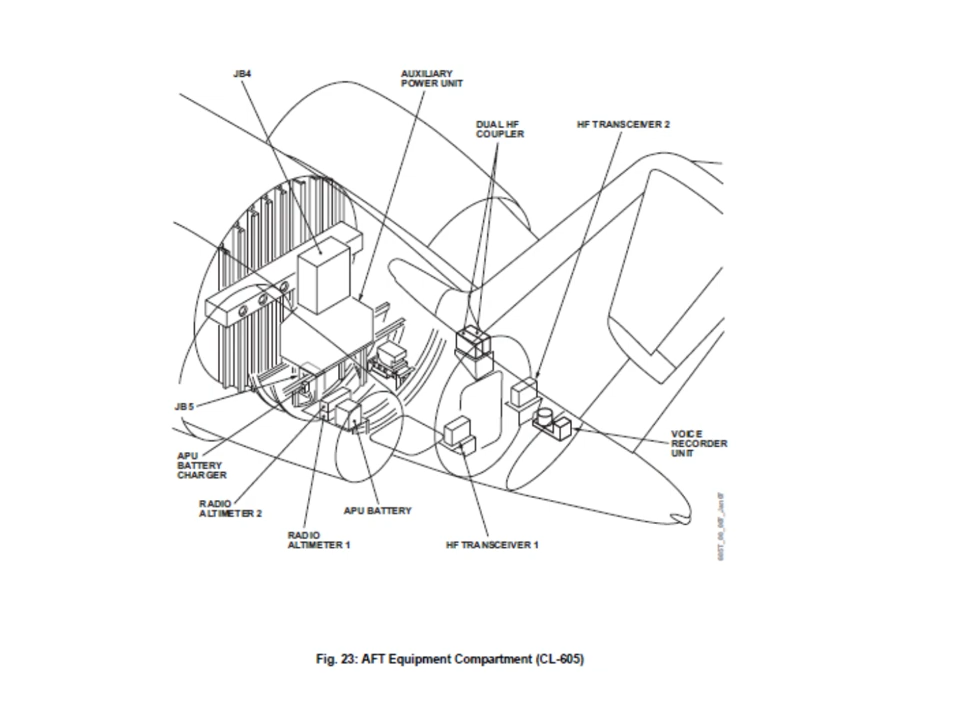 JB4
AUXILIARY
POWER UNIT
DUAL HF
COUPLER
HF TRANSCEIVER 2
JB5
APU
BATTERY
CHARGER
RADIO
ALTIMETER 2
RADIO
ALTIMETER 1
APU BATTERY
HF TRANSCEIVER 1
VOICE
RECORDER
UNIT
Fig. 23: AFT Equipment Compartment (CL-605)